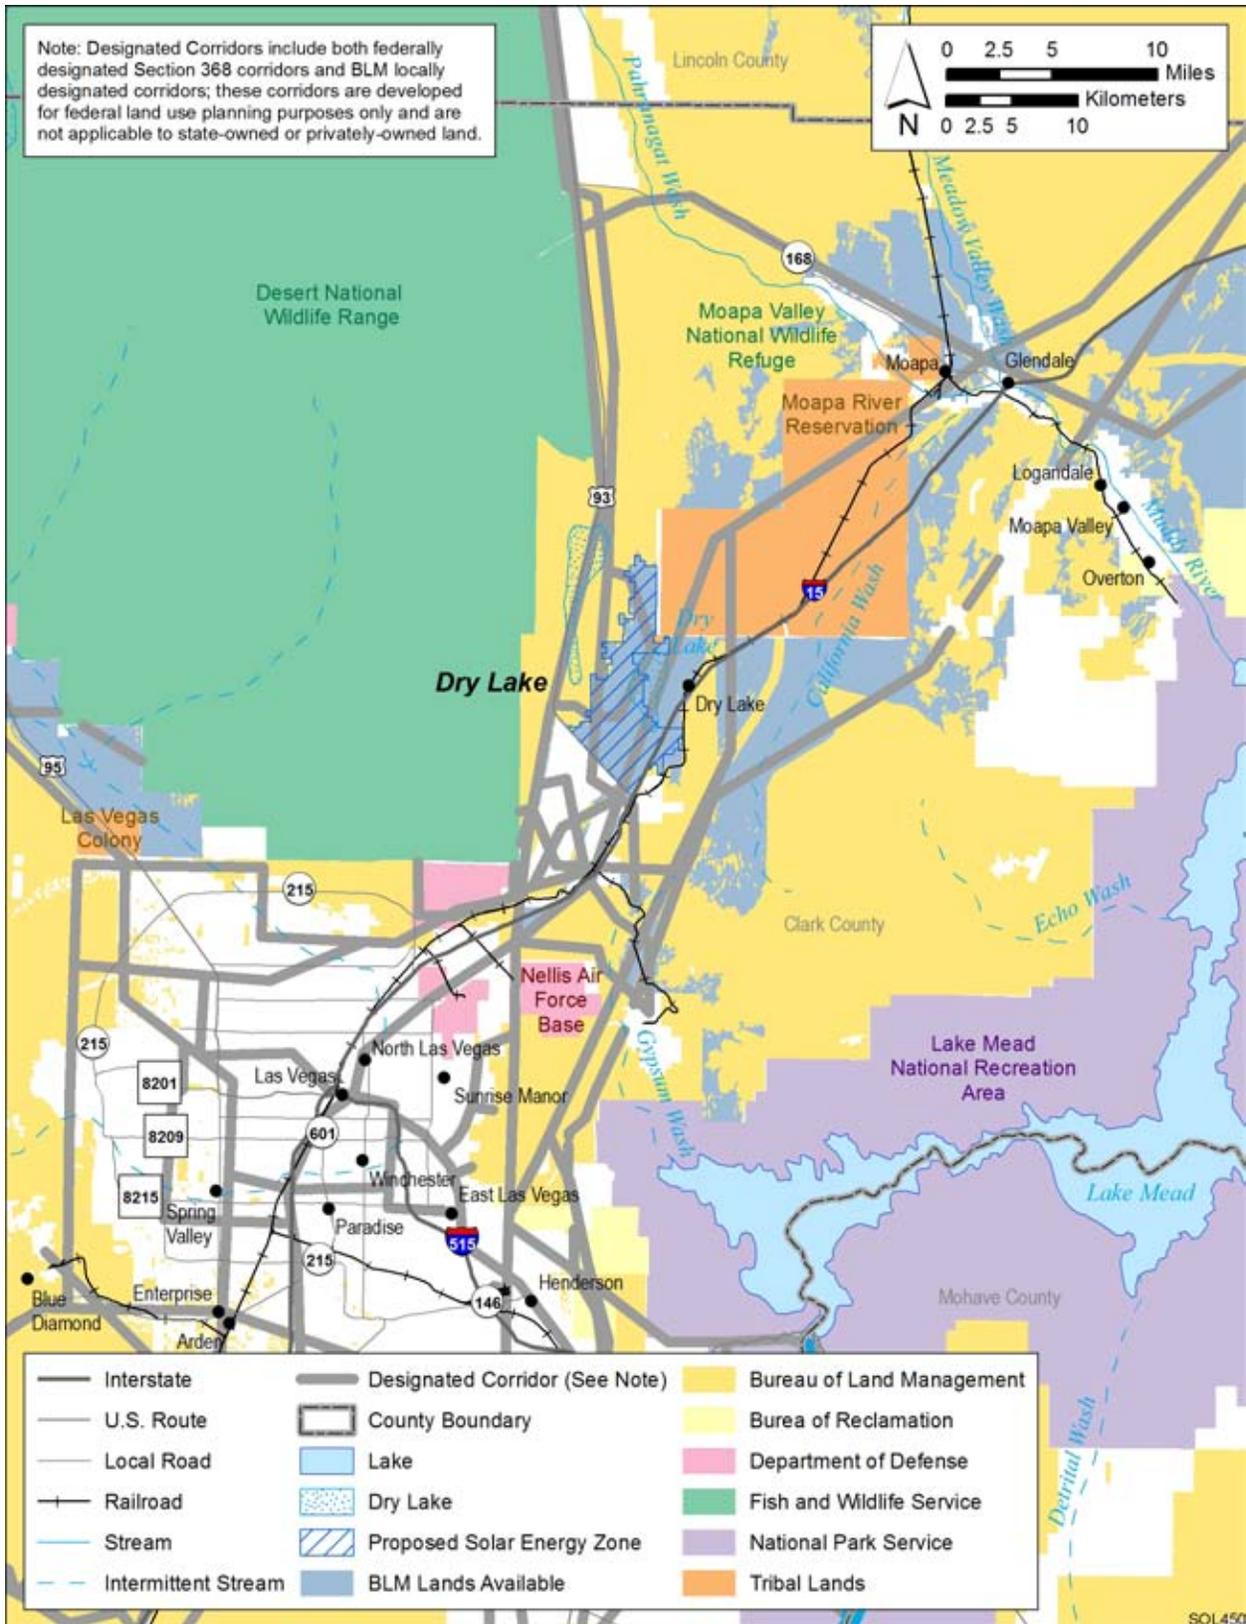 Note: Designated Corridors include both federally
designated Section 368 corridors and BLM locally
designated corridors; these corridors are developed
for federal land use planning purposes only and are
not applicable to state-owned or privately-owned land.
Lincoln County
0 2.5 5 10
Miles
Kilometers
0 2.5 5 10
N
Pahranagat Wash
Meadow Valley Wash
168
Desert National
Wildlife Range
Moapa Valley
National Wildlife
Refuge
Moapa
Glendale
Moapa River
Reservation
93
Logandale
Moapa Valley
Muddy River
Overton
15
California Wash
Dry
Lake
Dry Lake
Dry Lake
95
Las Vegas
Colony
215
Clark County
Echo Wash
Nellis Air
Force
Base
215
Gypsum Wash
Lake Mead
National Recreation
Area
North Las Vegas
Las Vegas
Sunrise Manor
8201
8209
601
8215
Winchester
East Las Vegas
Spring
Valley
Paradise
Lake Mead
515
215
Henderson
146
Blue
Diamond
Enterprise
Arden
Mohave County
Detrital Wash
Interstate
U.S. Route
Local Road
Railroad
Stream
Intermittent Stream
Designated Corridor (See Note)
County Boundary
Lake
Dry Lake
Proposed Solar Energy Zone
BLM Lands Available
Bureau of Land Management
Burea of Reclamation
Department of Defense
Fish and Wildlife Service
National Park Service
Tribal Lands
SOL450